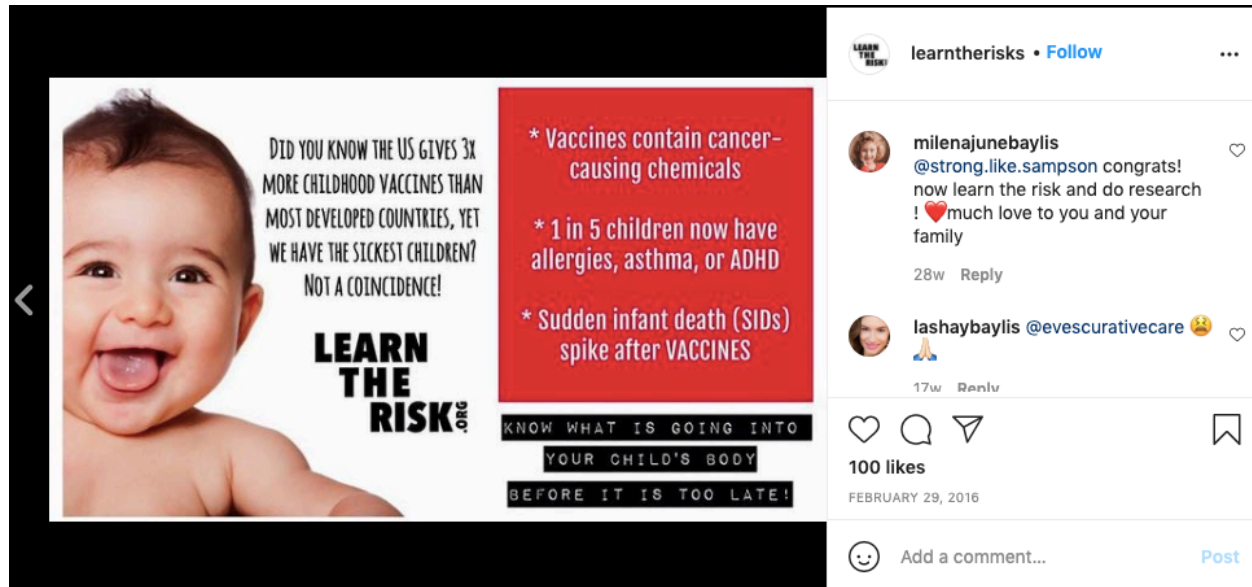 DID YOU KNOW THE US GIVES 3X
MORE CHILDHOOD VACCINES THAN
MOST DEVELOPED COUNTRIES, YET
WE HAVE THE SICKEST CHILDREN?
NOT A COINCIDENCE!
LEARN
THE
RISK.ORG
* Vaccines contain cancer-
causing chemicals
* 1 in 5 children now have
allergies, asthma, or ADHD
* Sudden infant death (SIDs)
spike after VACCINES
KNOW WHAT IS GOING INTO
YOUR CHILD'S BODY
BEFORE IT IS TOO LATE!
LEARN
THE
RISK!
learntherisks • Follow
milenajunebaylis
@strong.like.sampson congrats!
now learn the risk and do research
! ❤️much love to you and your
family
28w Reply
lashaybaylis @evescurativecare 😫
🙏🏻
17w Reply
100 likes
FEBRUARY 29, 2016
Add a comment... Post